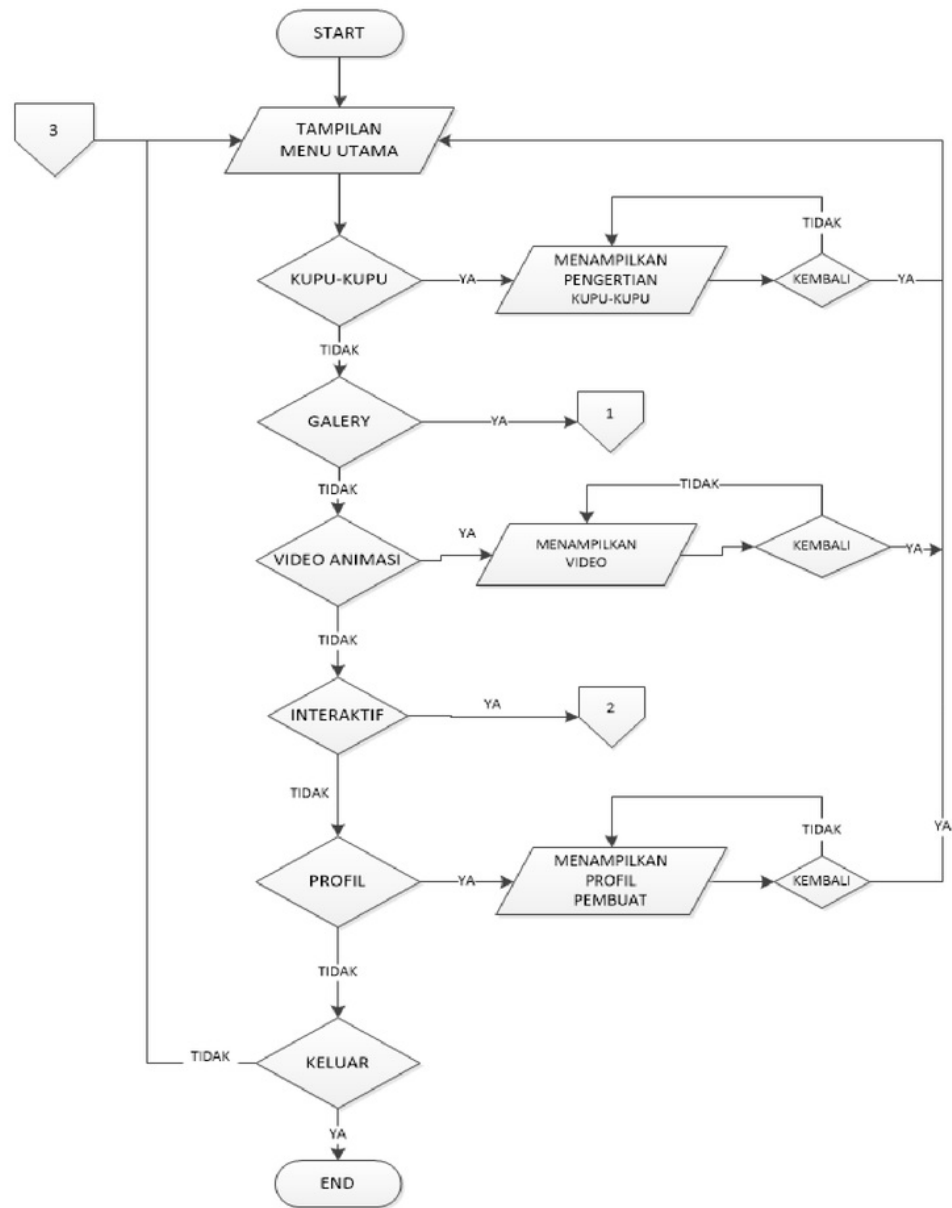 START
3
TAMPILAN
MENU UTAMA
TIDAK
KUPU-KUPU
YA
MENAMPILKAN
PENGERTIAN
KUPU-KUPU
KEMBALI
YA
TIDAK
GALERY
YA
1
TIDAK
TIDAK
VIDEO ANIMASI
YA
MENAMPILKAN
VIDEO
KEMBALI
YA
TIDAK
INTERAKTIF
YA
2
TIDAK
TIDAK
YA
PROFIL
YA
MENAMPILKAN
PROFIL
PEMBUAT
KEMBALI
TIDAK
TIDAK
KELUAR
YA
END